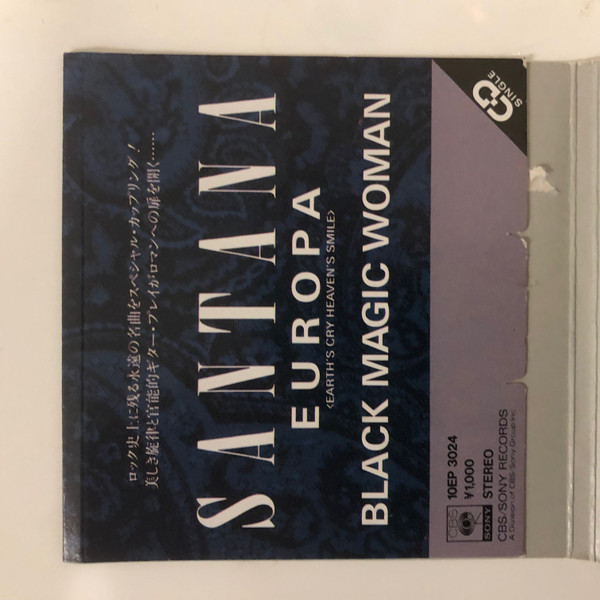 ロック史上に残る永遠の名曲をスペシャル・カップリング!
美しき旋律と官能的ギター・プレイがロマンへの扉を開く……
SANTANA
EUROPA
<EARTH'S CRY HEAVEN'S SMILE>
BLACK MAGIC WOMAN
CD SINGLE
10EP 3024
¥1,000
CBS
SONY
STEREO
CBS/SONY RECORDS
A Division of CBS/Sony Group Inc.